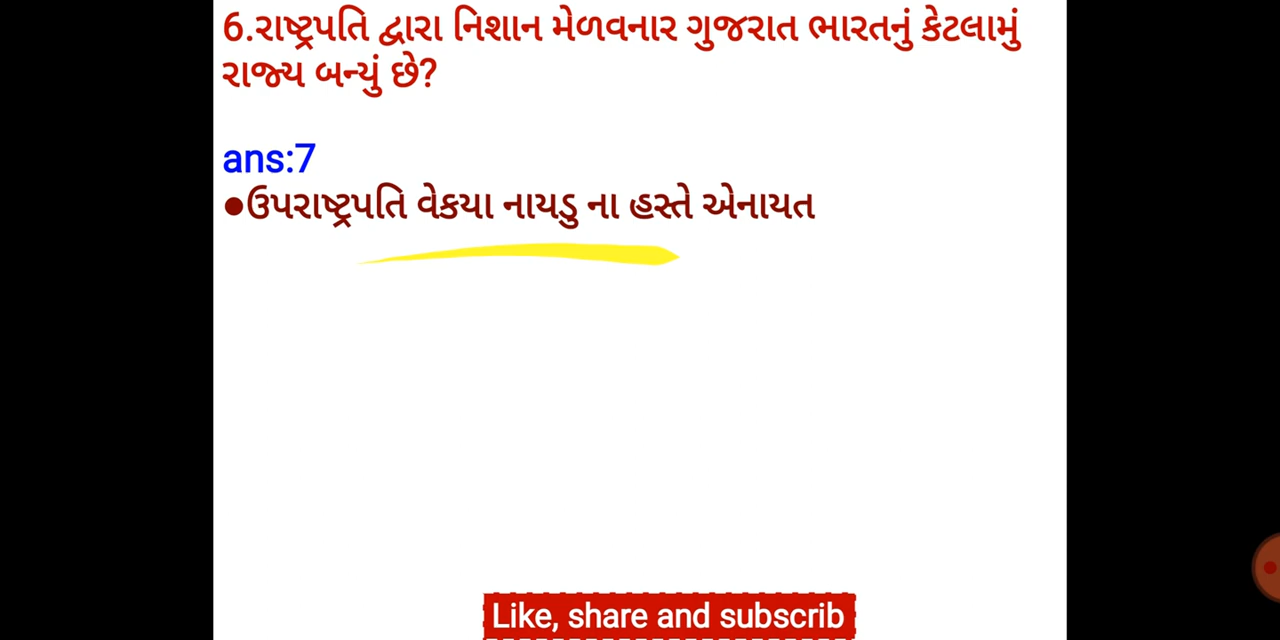 6.રાષ્ટ્રપતિ દ્વારા નિશાન મેળવનાર ગુજરાત ભારતનું કેટલામું
રાજ્ય બન્યું છે?
ans:7
●ઉપરાષ્ટ્રપતિ વેકયા નાયડુ ના હસ્તે એનાયત
Like, share and subscrib